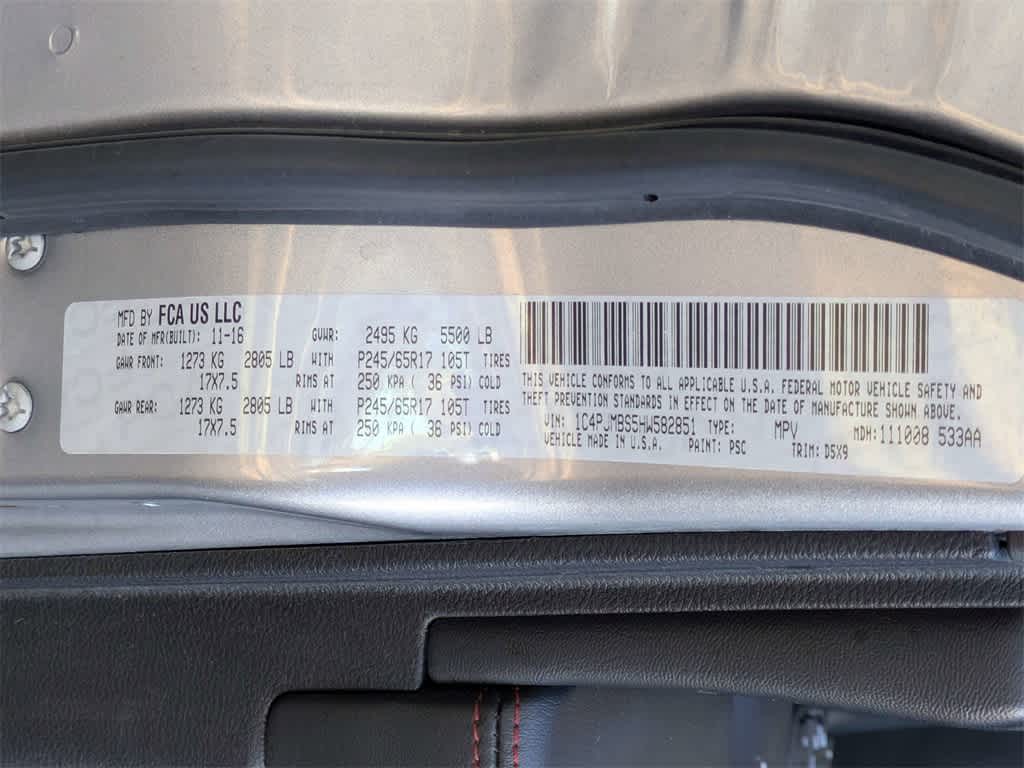 MFD BY FCA US LLC
DATE OF MFR(BUILT): 11-16 GVWR: 2495 KG 5500 LB
GAWR FRONT: 1273 KG 2805 LB WITH P245/65R17 105T TIRES
17X7.5 RIMS AT 250 KPA ( 36 PSI) COLD
GAWR REAR: 1273 KG 2805 LB WITH P245/65R17 105T TIRES
17X7.5 RIMS AT 250 KPA ( 36 PSI) COLD
THIS VEHICLE CONFORMS TO ALL APPLICABLE U.S.A. FEDERAL MOTOR VEHICLE SAFETY AND
THEFT PREVENTION STANDARDS IN EFFECT ON THE DATE OF MANUFACTURE SHOWN ABOVE.
VIN: 1C4PJMBS5HW582851 TYPE: MPV MDH:111008 533AA
VEHICLE MADE IN U.S.A. PAINT: PSC TRIM: D5X9